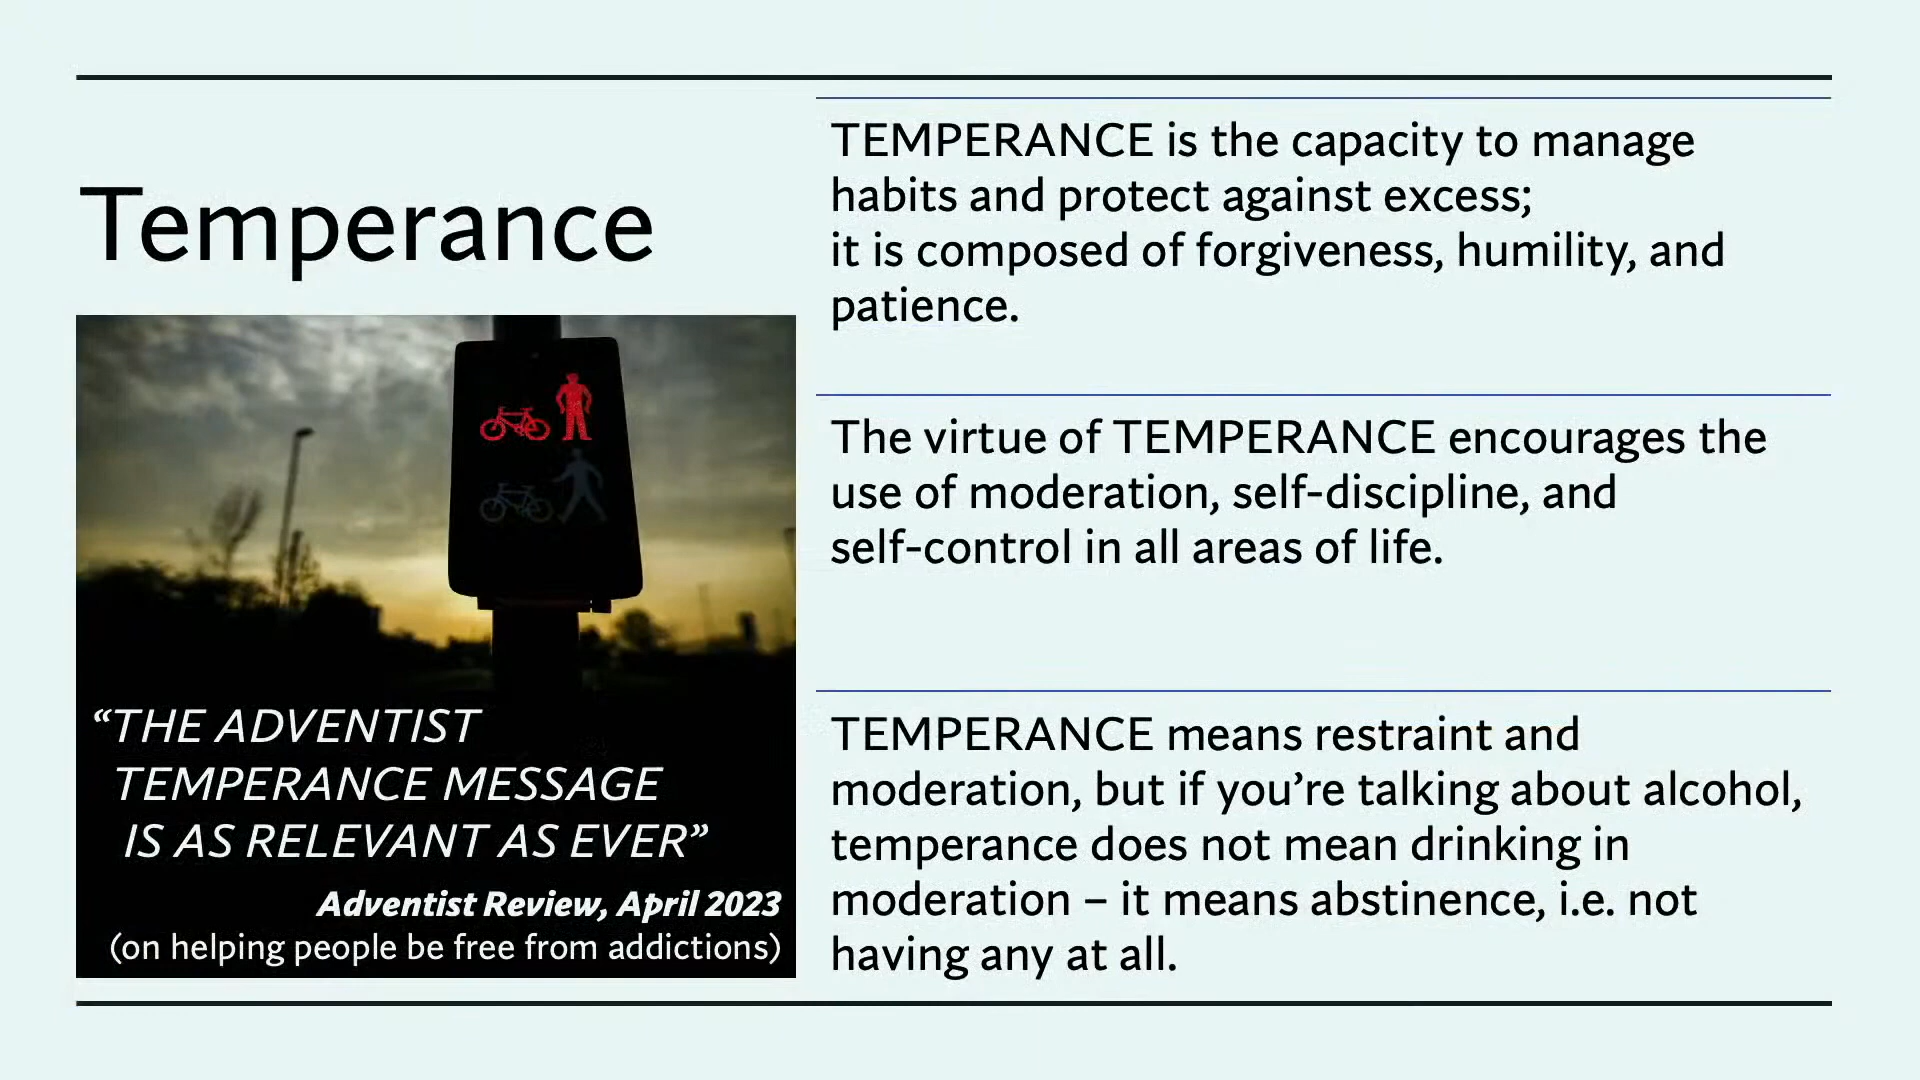 Temperance
“THE ADVENTIST
TEMPERANCE MESSAGE
IS AS RELEVANT AS EVER”
Adventist Review, April 2023
(on helping people be free from addictions)
TEMPERANCE is the capacity to manage
habits and protect against excess;
it is composed of forgiveness, humility, and
patience.
The virtue of TEMPERANCE encourages the
use of moderation, self-discipline, and
self-control in all areas of life.
TEMPERANCE means restraint and
moderation, but if you’re talking about alcohol,
temperance does not mean drinking in
moderation – it means abstinence, i.e. not
having any at all.